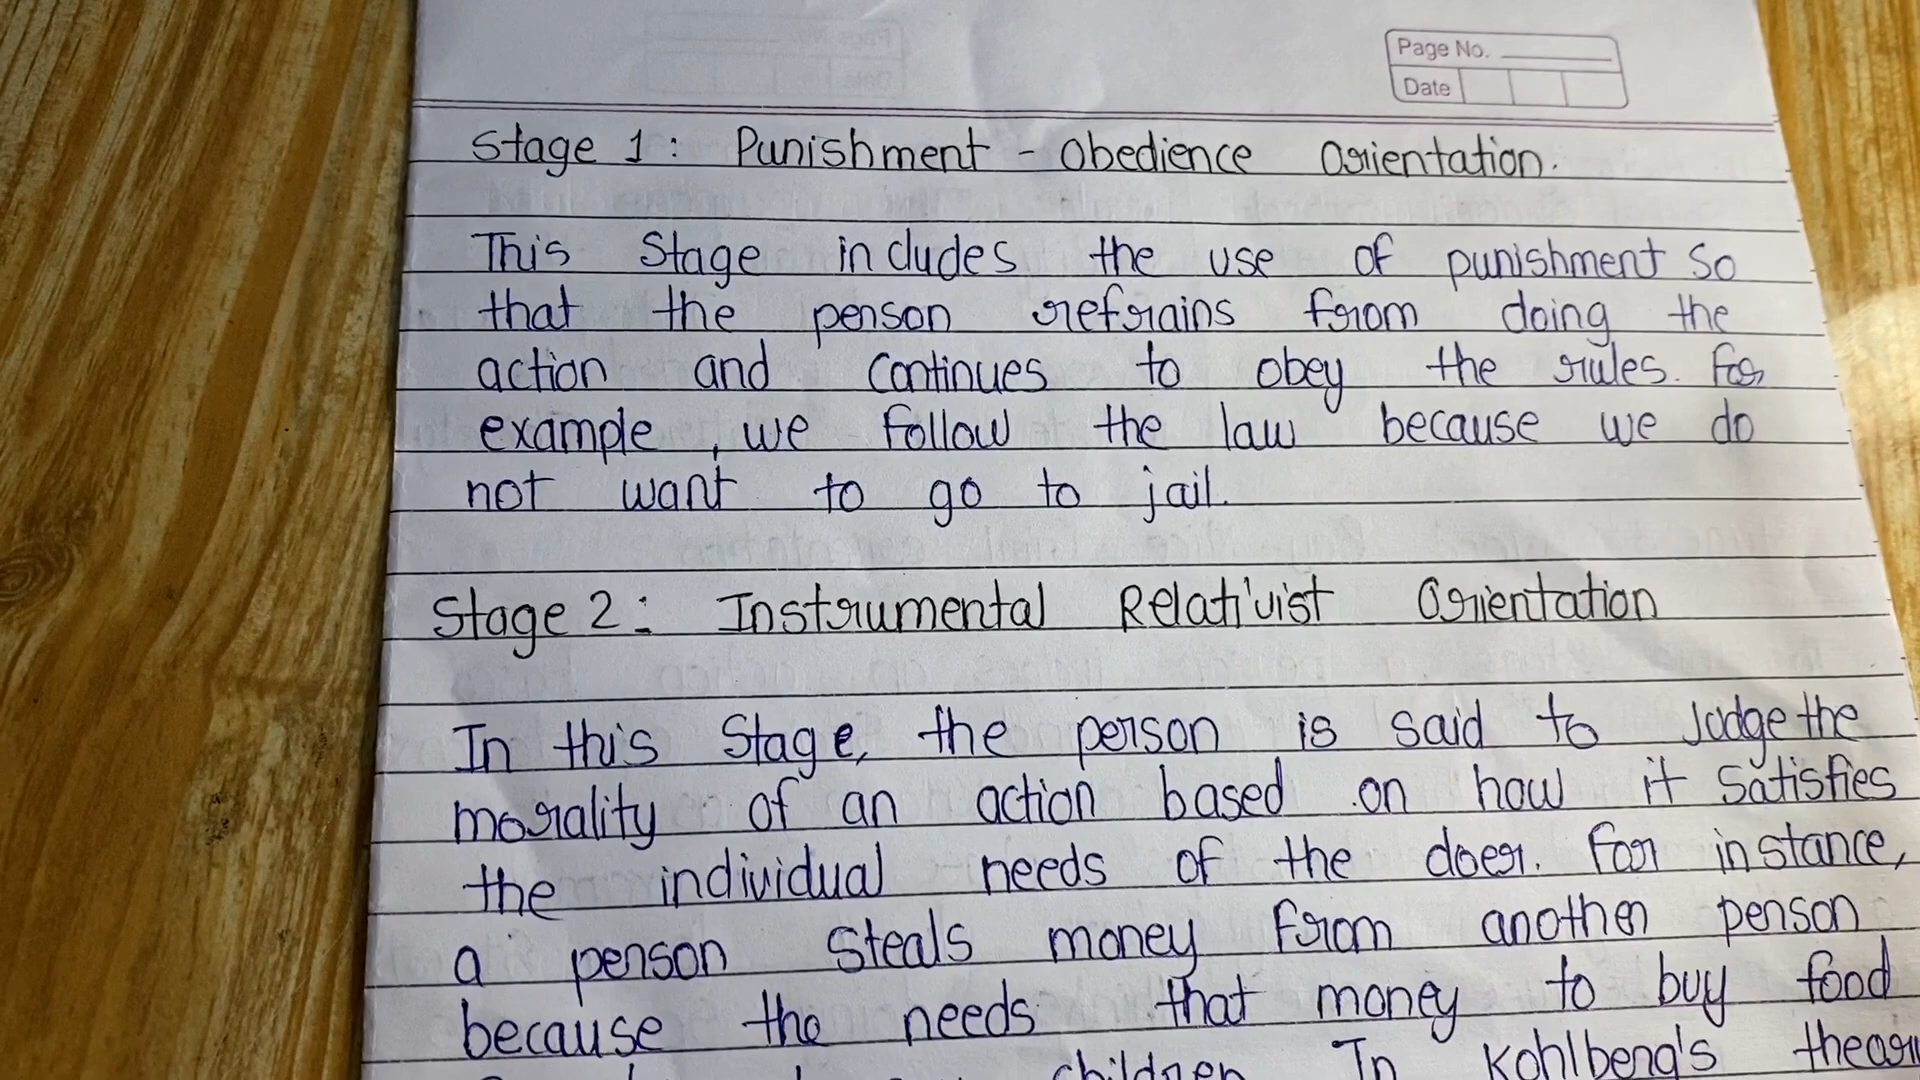 Page No.
Date
Stage 1: Punishment - Obedience Orientation.
This Stage includes the use of punishment so
that the person refrains from doing the
action and continues to obey the rules. For
example, we follow the law because we do
not want to go to jail.
Stage 2: Instrumental Relativist Orientation
In this Stage, the person is said to Judge the
morality of an action based on how it satisfies
the individual needs of the doer. For instance,
a person steals money from another person
because the needs that money to buy food
children. In Kohlberg's